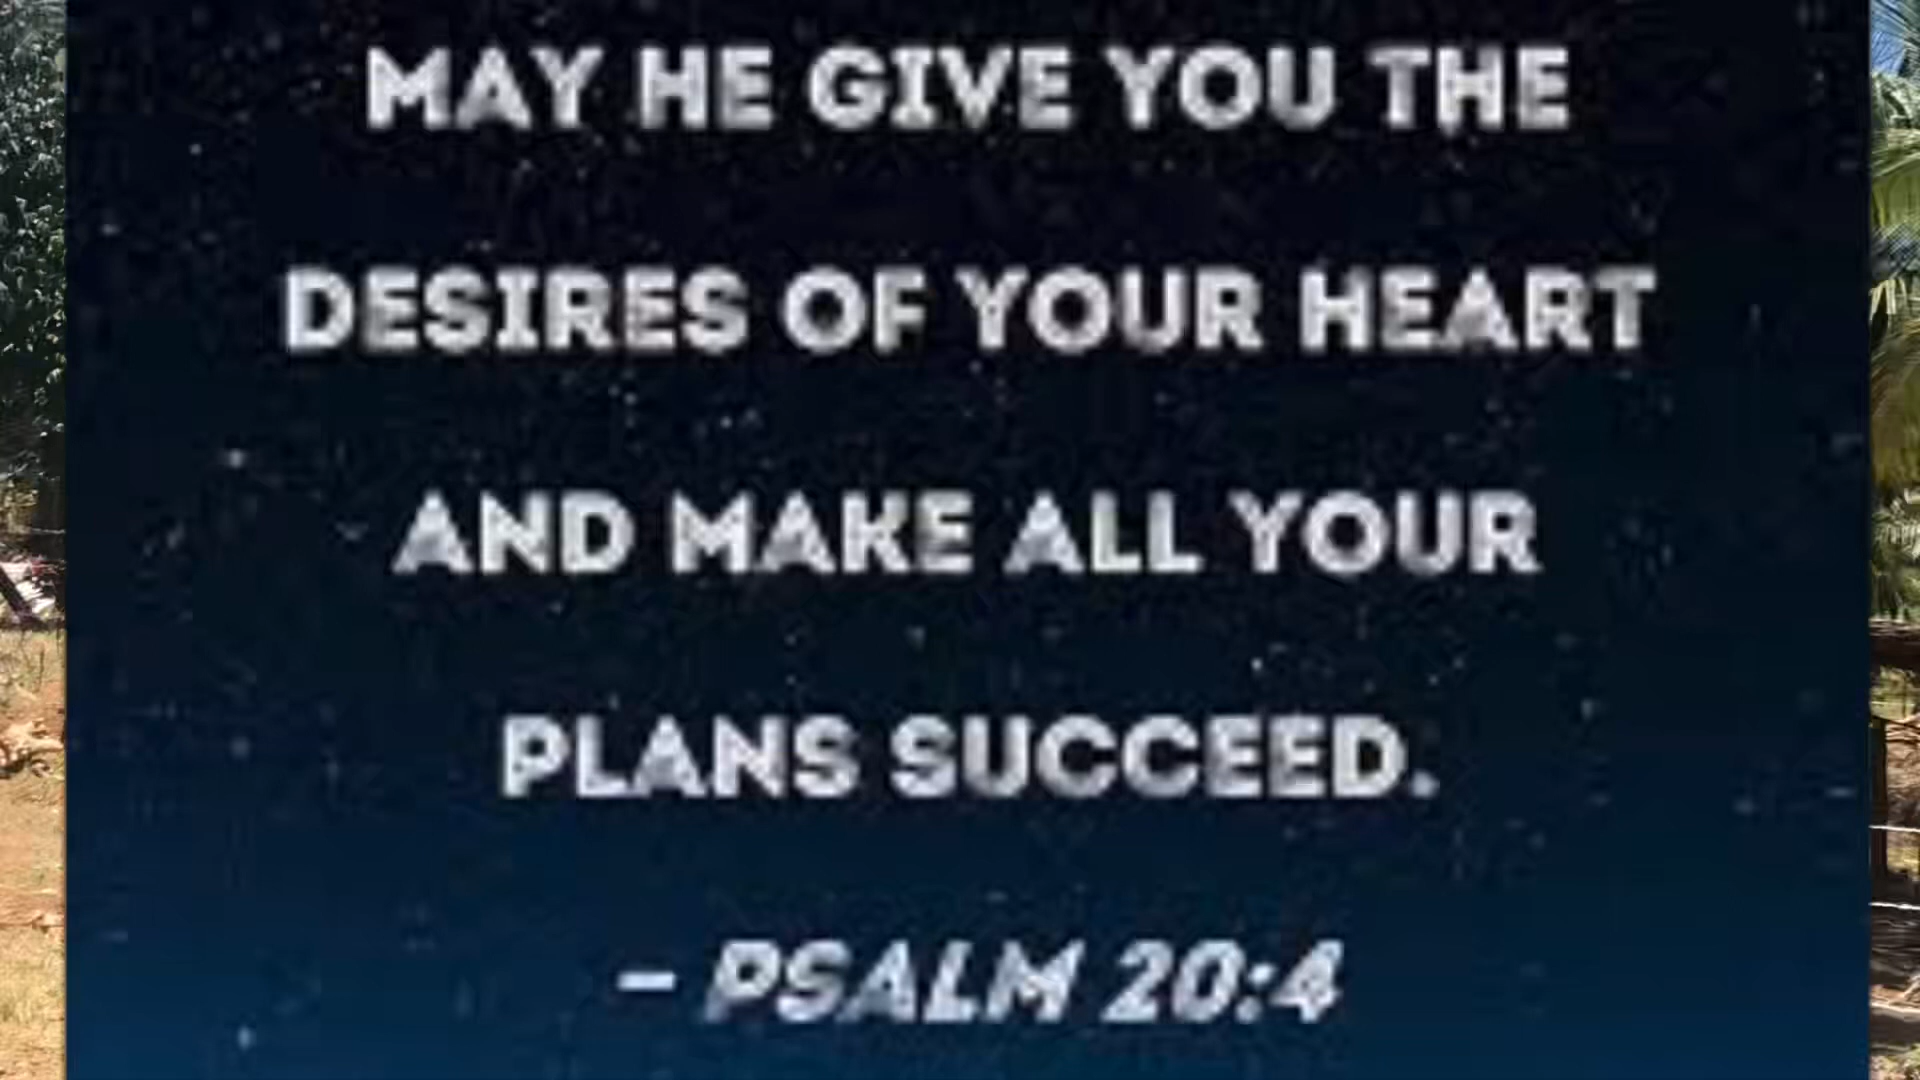 MAY HE GIVE YOU THE
DESIRES OF YOUR HEART
AND MAKE ALL YOUR
PLANS SUCCEED.
– PSALM 20:4